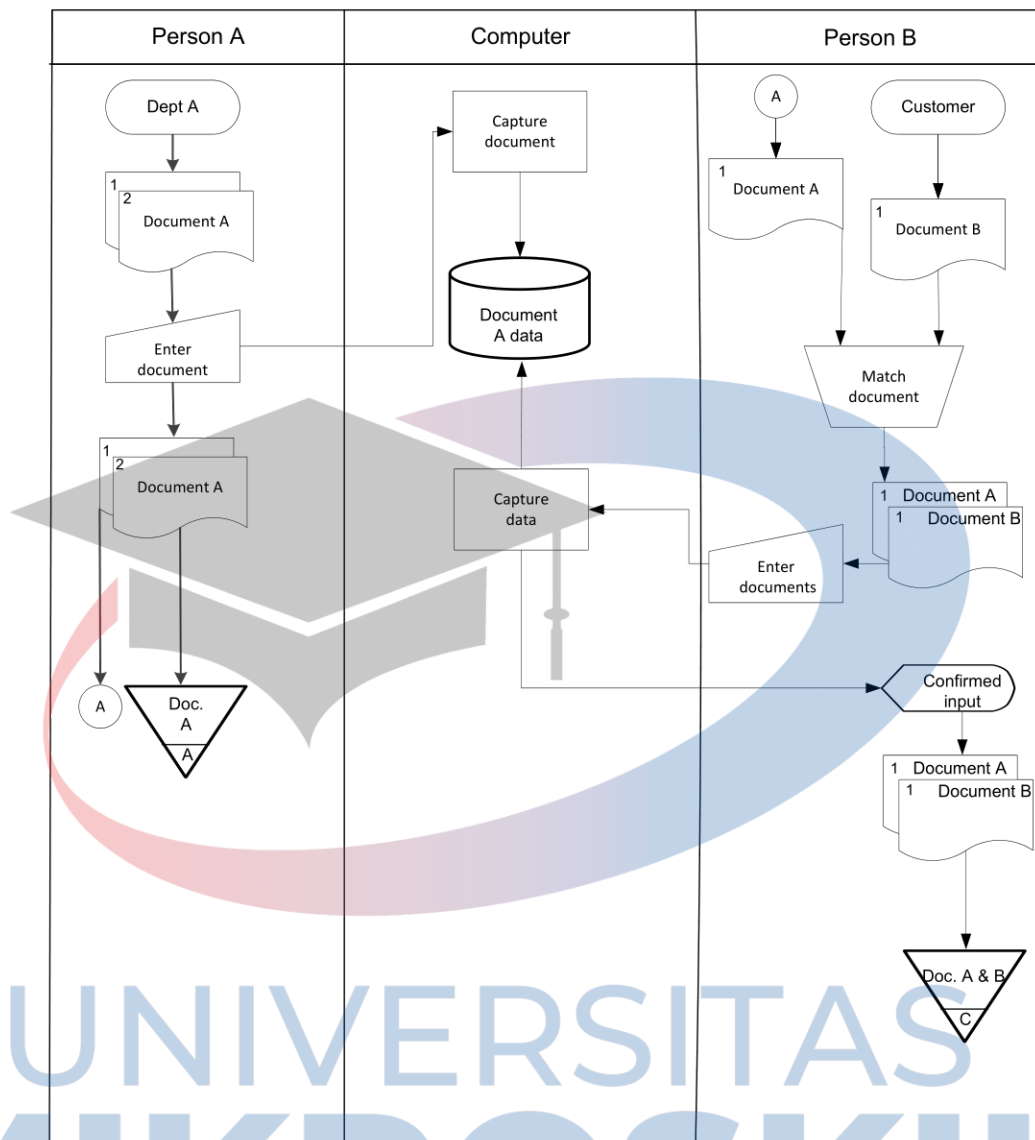 Person A
Computer
Person B
Dept A
1
2
Document A
Enter
document
1
2
Document A
A
Doc.
A
A
Capture
document
Document
A data
Capture
data
A
Customer
1
Document A
1
Document B
Match
document
1 Document A
1 Document B
Enter
documents
Confirmed
input
1 Document A
1 Document B
Doc. A & B
C
UNIVERSITAS